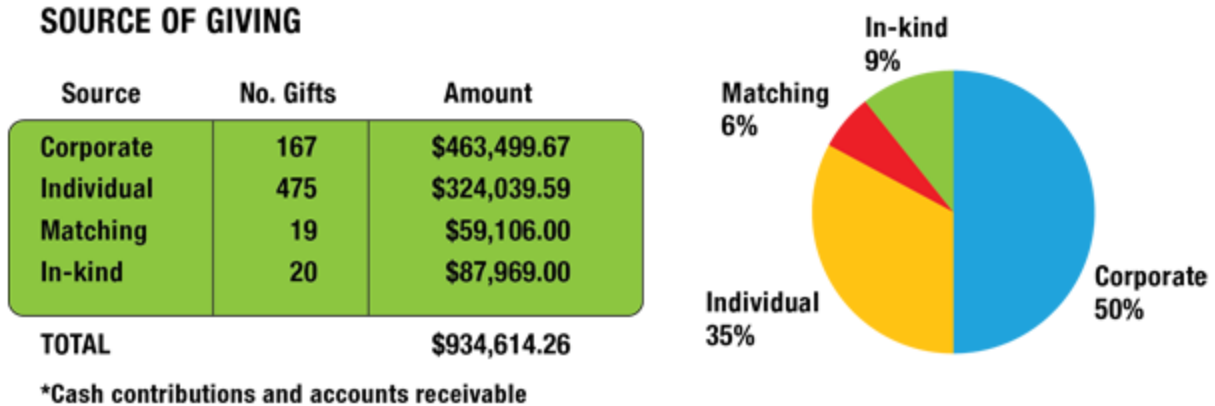 SOURCE OF GIVING
Source No. Gifts Amount
Corporate 167 $463,499.67
Individual 475 $324,039.59
Matching 19 $59,106.00
In-kind 20 $87,969.00
TOTAL $934,614.26
*Cash contributions and accounts receivable
In-kind
9%
Matching
6%
Individual
35%
Corporate
50%